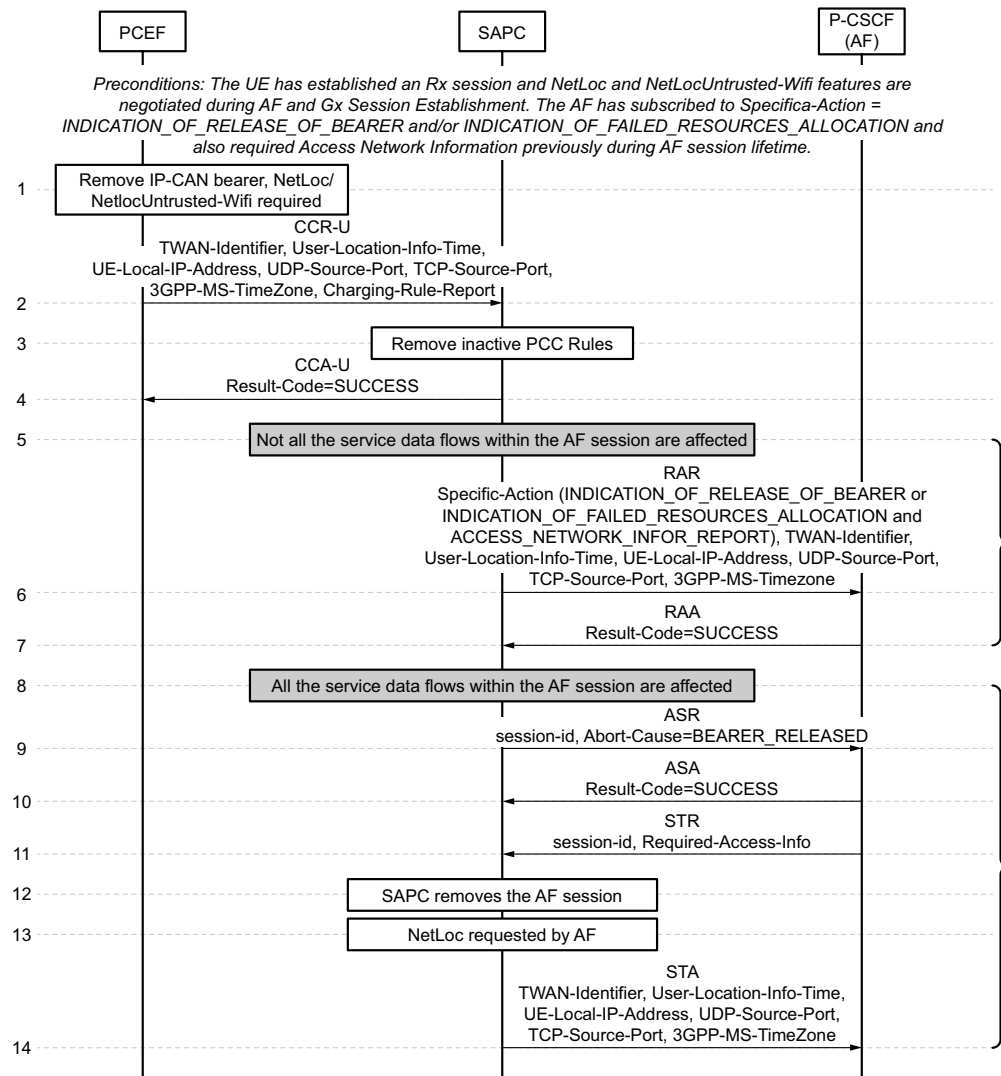 PCEF
SAPC
P-CSCF
(AF)
Preconditions: The UE has established an Rx session and NetLoc and NetLocUntrusted-Wifi features are
negotiated during AF and Gx Session Establishment. The AF has subscribed to Specifica-Action =
INDICATION_OF_RELEASE_OF_BEARER and/or INDICATION_OF_FAILED_RESOURCES_ALLOCATION and
also required Access Network Information previously during AF session lifetime.
1
Remove IP-CAN bearer, NetLoc/
NetlocUntrusted-Wifi required
CCR-U
TWAN-Identifier, User-Location-Info-Time,
UE-Local-IP-Address, UDP-Source-Port, TCP-Source-Port,
3GPP-MS-TimeZone, Charging-Rule-Report
2
3
Remove inactive PCC Rules
CCA-U
Result-Code=SUCCESS
4
5
Not all the service data flows within the AF session are affected
RAR
Specific-Action (INDICATION_OF_RELEASE_OF_BEARER or
INDICATION_OF_FAILED_RESOURCES_ALLOCATION and
ACCESS_NETWORK_INFOR_REPORT), TWAN-Identifier,
User-Location-Info-Time, UE-Local-IP-Address, UDP-Source-Port,
TCP-Source-Port, 3GPP-MS-Timezone
6
RAA
Result-Code=SUCCESS
7
8
All the service data flows within the AF session are affected
ASR
session-id, Abort-Cause=BEARER_RELEASED
9
ASA
Result-Code=SUCCESS
10
STR
session-id, Required-Access-Info
11
12
SAPC removes the AF session
13
NetLoc requested by AF
STA
TWAN-Identifier, User-Location-Info-Time,
UE-Local-IP-Address, UDP-Source-Port,
TCP-Source-Port, 3GPP-MS-TimeZone
14